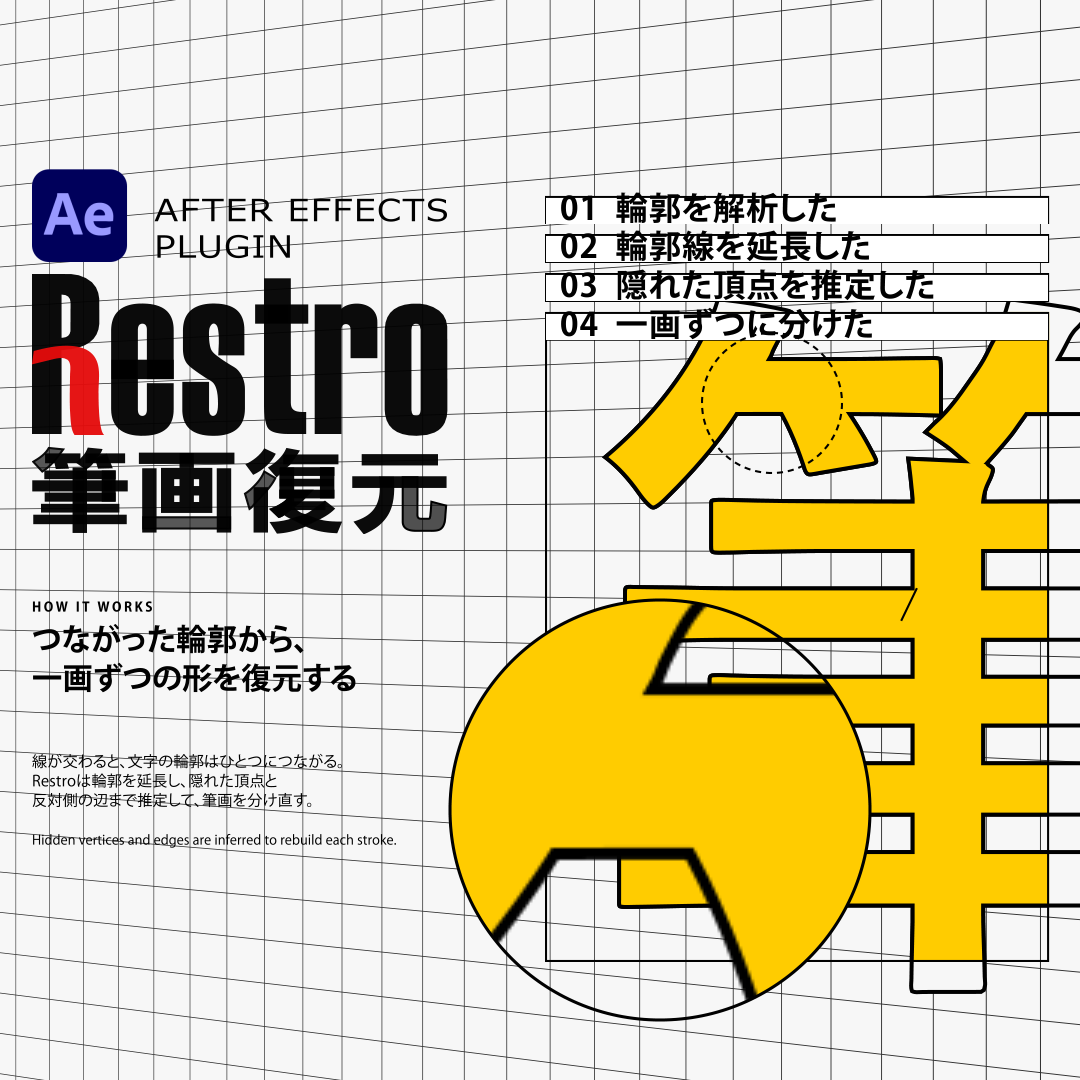 Ae
AFTER EFFECTS
PLUGIN
Restro
筆画復元
HOW IT WORKS
つながった輪郭から、
一画ずつの形を復元する
線が交わると、文字の輪郭はひとつにつながる。
Restroは輪郭を延長し、隠れた頂点と
反対側の辺まで推定して、筆画を分け直す。
Hidden vertices and edges are inferred to rebuild each stroke.
01 輪郭を解析した
02 輪郭線を延長した
03 隠れた頂点を推定した
04 一画ずつに分けた